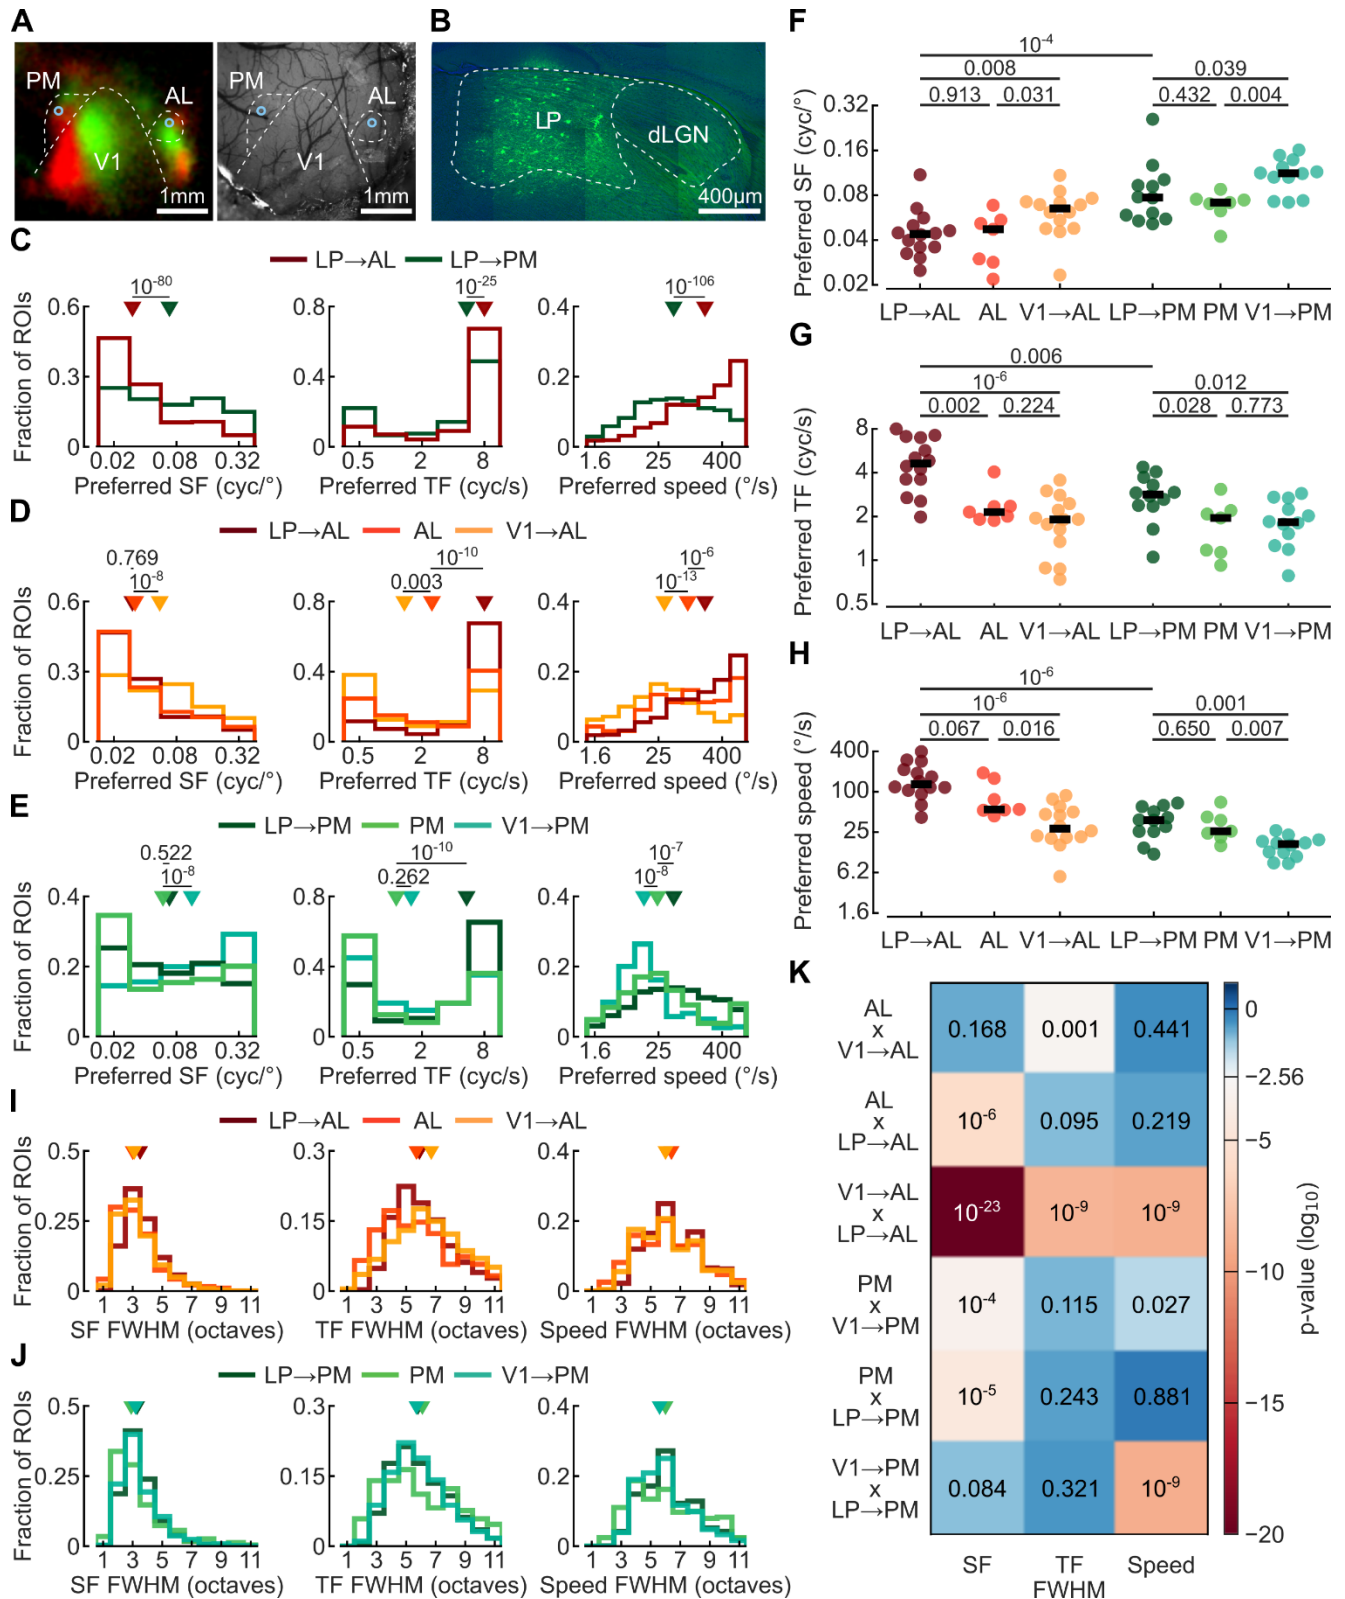 A
PM
AL
V1
1mm
PM
AL
V1
1mm
B
LP
dLGN
400µm
C
LP→AL LP→PM
10-80
10-25
10-106
Fraction of ROIs
0.6
0.3
0
0.02 0.08 0.32
Preferred SF (cyc/°)
0.8
0.4
0
0.5 2 8
Preferred TF (cyc/s)
0.4
0.2
0
1.6 25 400
Preferred speed (°/s)
D
LP→AL AL V1→AL
0.769
10-8
10-10
0.003
10-6
10-13
Fraction of ROIs
0.6
0.3
0
0.02 0.08 0.32
Preferred SF (cyc/°)
0.8
0.4
0
0.5 2 8
Preferred TF (cyc/s)
0.4
0.2
0
1.6 25 400
Preferred speed (°/s)
E
LP→PM PM V1→PM
0.522
10-8
10-10
0.262
10-7
10-8
Fraction of ROIs
0.4
0.2
0
0.02 0.08 0.32
Preferred SF (cyc/°)
0.8
0.4
0
0.5 2 8
Preferred TF (cyc/s)
0.4
0.2
0
1.6 25 400
Preferred speed (°/s)
F
10-4
0.008
0.039
0.913 0.031 0.432 0.004
Preferred SF (cyc/°)
0.32
0.16
0.08
0.04
0.02
LP→AL AL V1→AL LP→PM PM V1→PM
G
0.006
10-6
0.012
0.002 0.224 0.028 0.773
Preferred TF (cyc/s)
8
4
2
1
0.5
LP→AL AL V1→AL LP→PM PM V1→PM
H
10-6
10-6
0.001
0.067 0.016 0.650 0.007
Preferred speed (°/s)
400
100
25
6.2
1.6
LP→AL AL V1→AL LP→PM PM V1→PM
I
LP→AL AL V1→AL
Fraction of ROIs
0.5
0.25
0
1 3 5 7 9 11
SF FWHM (octaves)
0.3
0.15
0
1 3 5 7 9 11
TF FWHM (octaves)
0.4
0.2
0
1 3 5 7 9 11
Speed FWHM (octaves)
J
LP→PM PM V1→PM
Fraction of ROIs
0.5
0.25
0
1 3 5 7 9 11
SF FWHM (octaves)
0.3
0.15
0
1 3 5 7 9 11
TF FWHM (octaves)
0.4
0.2
0
1 3 5 7 9 11
Speed FWHM (octaves)
K
AL
x
V1→AL
0.168 0.001 0.441
AL
x
LP→AL
10-6 0.095 0.219
V1→AL
x
LP→AL
10-23 10-9 10-9
PM
x
V1→PM
10-4 0.115 0.027
PM
x
LP→PM
10-5 0.243 0.881
V1→PM
x
LP→PM
0.084 0.321 10-9
SF TF Speed
FWHM
0
−2.56
−5
−10
−15
−20
p-value (log10)